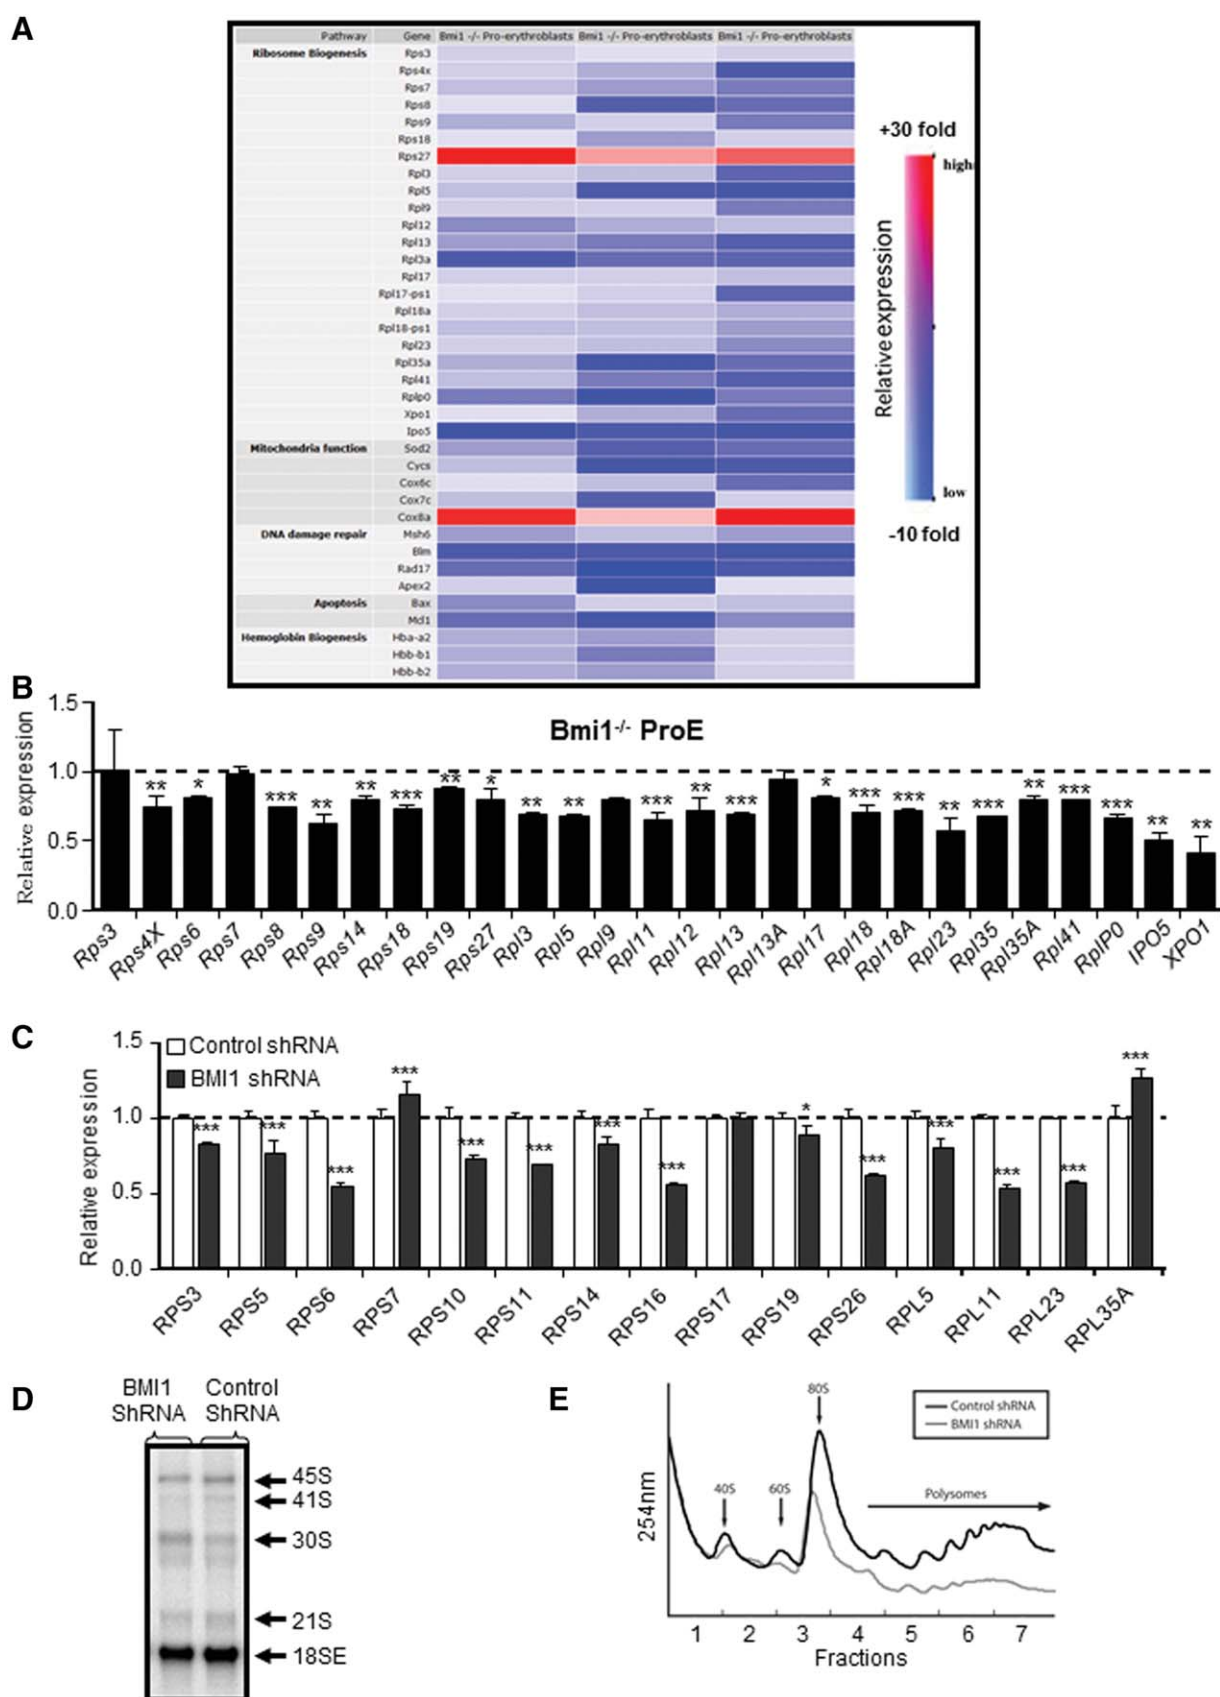 A
Pathway Gene Bmi1 -/- Pro-erythroblasts Bmi1 -/- Pro-erythroblasts Bmi1 -/- Pro-erythroblasts
Ribosome Biogenesis Rps3
Rps4x
Rps7
Rps8
Rps9
Rps18
Rps27
Rpl3
Rpl5
Rpl9
Rpl12
Rpl13
Rpl3a
Rpl17
Rpl17-ps1
Rpl18a
Rpl18-ps1
Rpl23
Rpl35a
Rpl41
Rplp0
Xpo1
Ipo5
Mitochondria function Sod2
Cycs
Cox6c
Cox7c
Cox8a
DNA damage repair Msh6
Blm
Rad17
Apex2
Apoptosis Bax
Mcl1
Hemoglobin Biogenesis Hba-a2
Hbb-b1
Hbb-b2
+30 fold
high
Relative expression
low
-10 fold
B
Bmi1-/- ProE
Relative expression
1.5
1.0
0.5
0.0
** * *** ** ** *** ** * ** ** *** ** *** * *** *** ** *** ** *** *** ** **
Rps3 Rps4X Rps6 Rps7 Rps8 Rps9 Rps14 Rps18 Rps19 Rps27 Rpl3 Rpl5 Rpl9 Rpl11 Rpl12 Rpl13 Rpl13A Rpl17 Rpl18 Rpl18A Rpl23 Rpl35 Rpl35A Rpl41 RplP0 IPO5 XPO1
C
Control shRNA
BMI1 shRNA
Relative expression
1.5
1.0
0.5
0.0
*** *** *** *** *** *** *** *** * *** *** *** *** ***
RPS3 RPS5 RPS6 RPS7 RPS10 RPS11 RPS14 RPS16 RPS17 RPS19 RPS26 RPL5 RPL11 RPL23 RPL35A
D
BMI1 ShRNA
Control ShRNA
45S
41S
30S
21S
18SE
E
254nm
40S
60S
80S
Polysomes
Control shRNA
BMI1 shRNA
1 2 3 4 5 6 7
Fractions